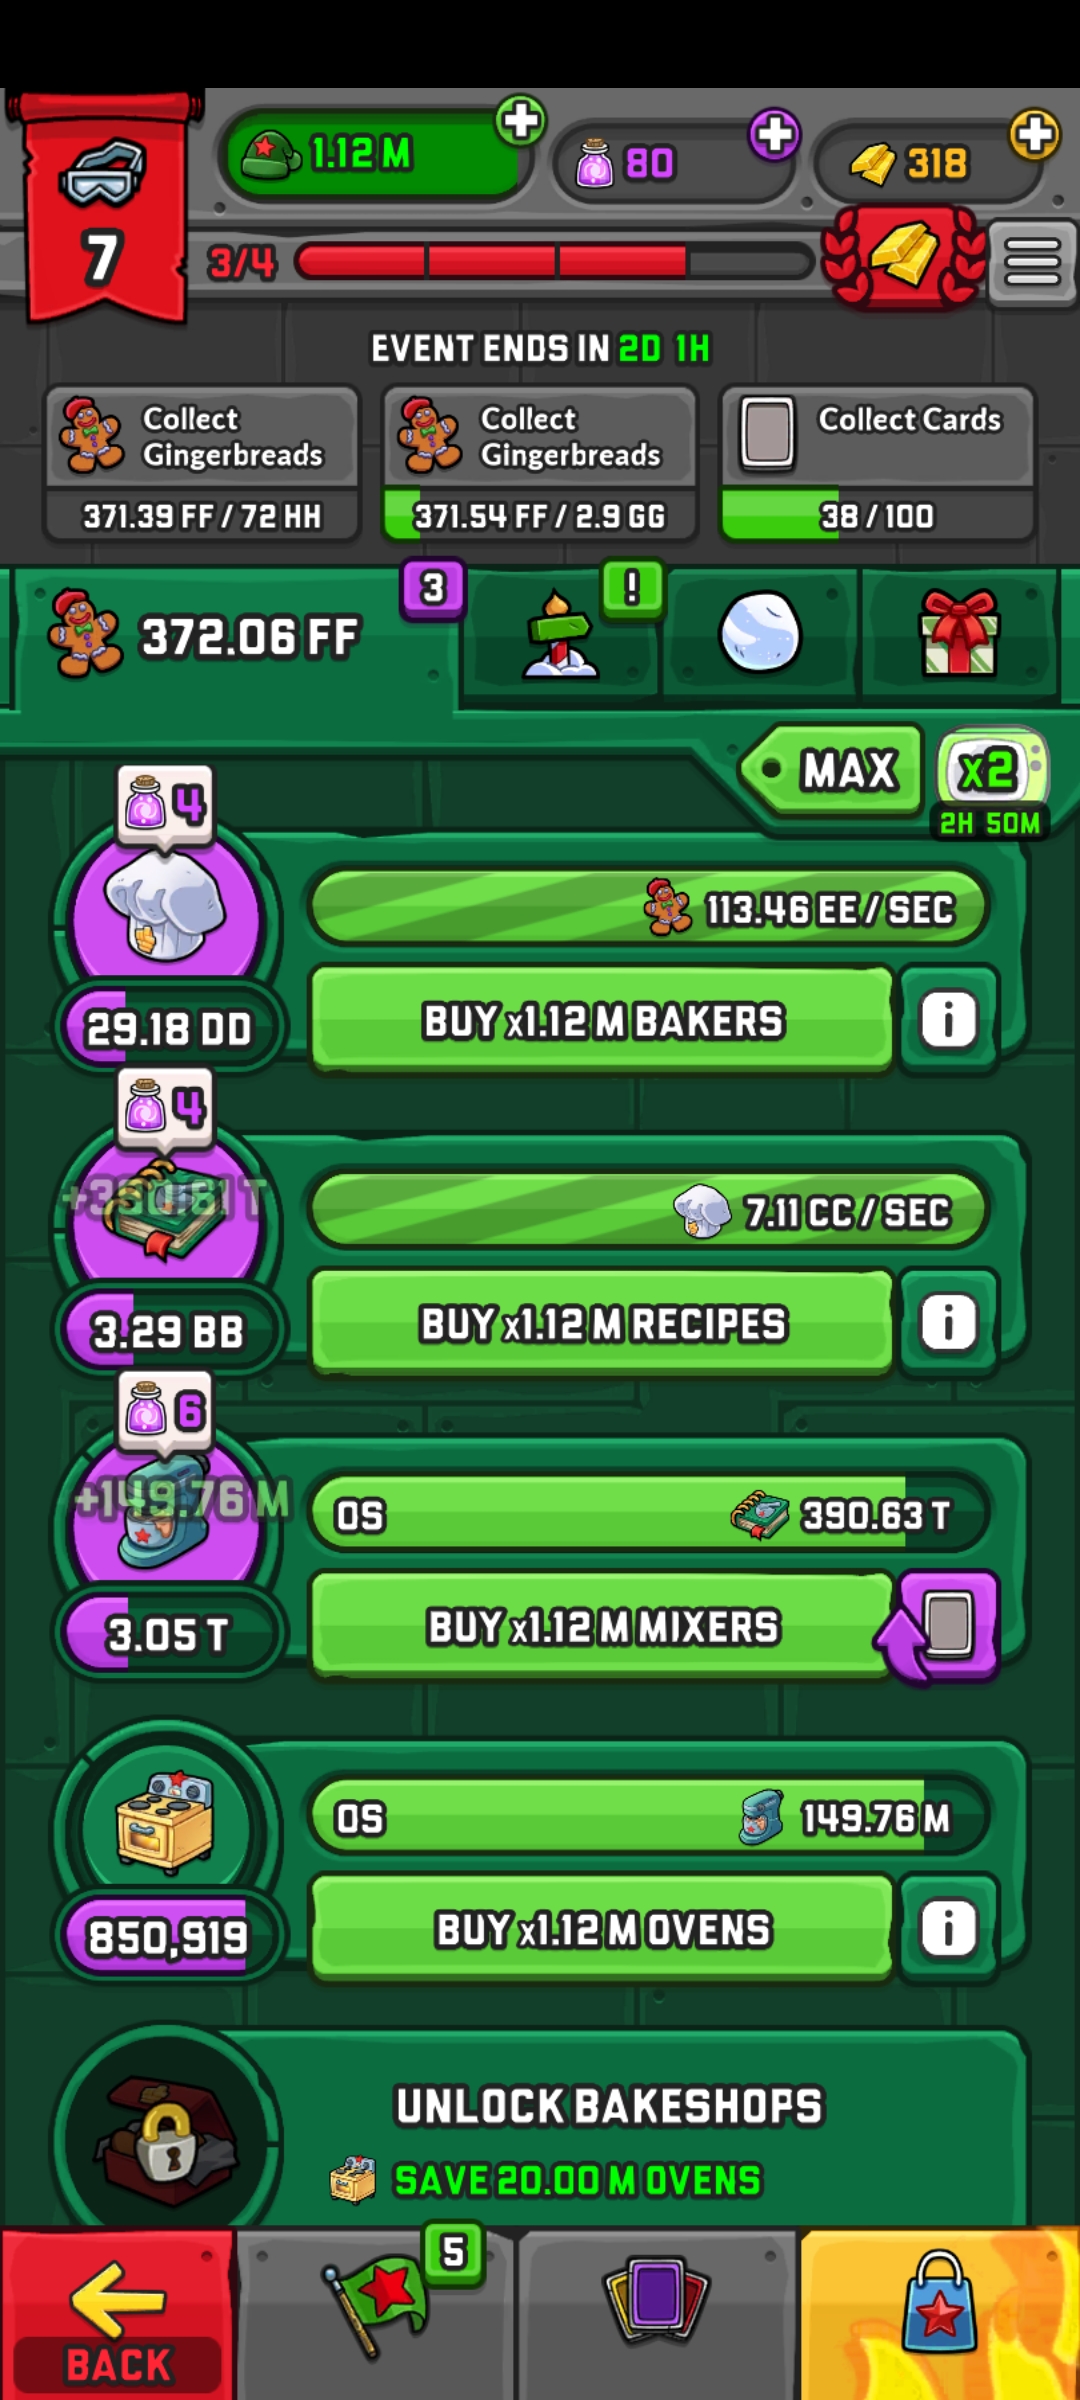 1.12 M
80
318
7
3/4
EVENT ENDS IN 2D 1H
Collect
Gingerbreads
371.39 FF / 72 HH
Collect
Gingerbreads
371.54 FF / 2.9 GG
Collect Cards
38 / 100
372.06 FF
3
!
MAX
x2
2H 50M
4
113.46 EE / SEC
29.18 DD
BUY x1.12 M BAKERS
i
4
7.11 CC / SEC
3.29 BB
BUY x1.12 M RECIPES
i
6
+149.76 M
0S
390.63 T
3.05 T
BUY x1.12 M MIXERS
0S
149.76 M
850,919
BUY x1.12 M OVENS
i
UNLOCK BAKESHOPS
SAVE 20.00 M OVENS
BACK
5